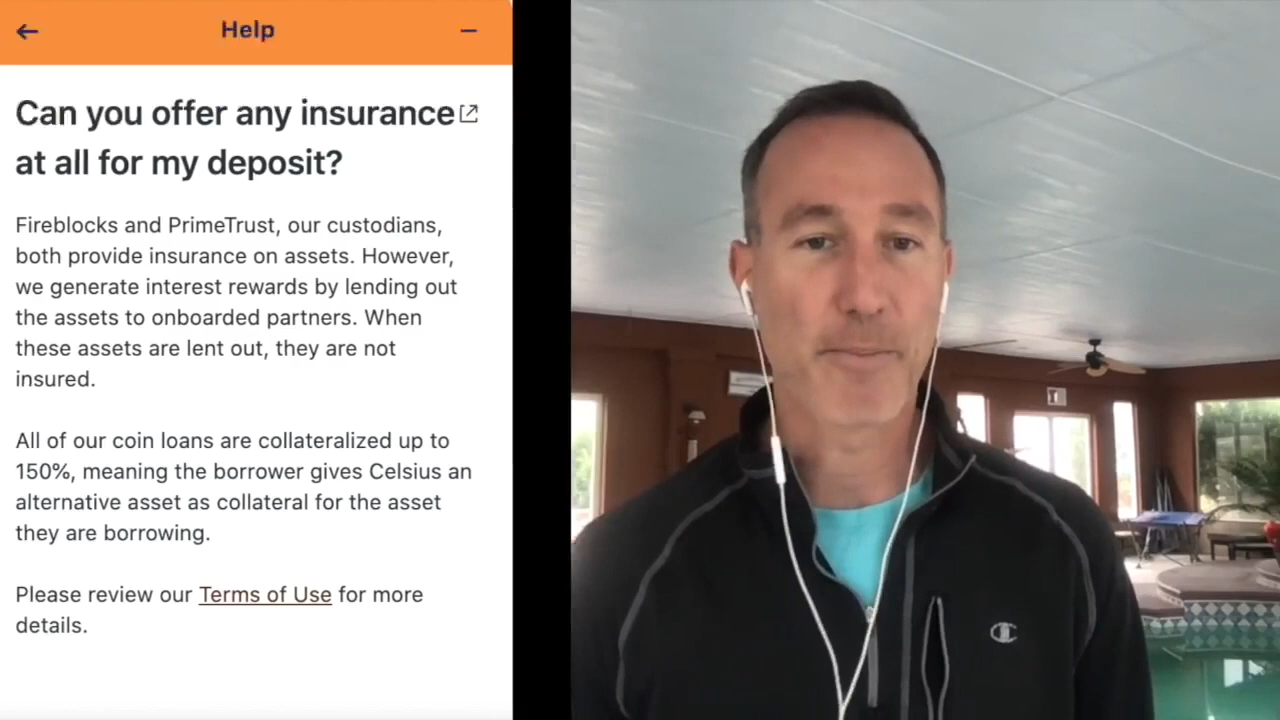 Help
Can you offer any insurance
at all for my deposit?
Fireblocks and PrimeTrust, our custodians,
both provide insurance on assets. However,
we generate interest rewards by lending out
the assets to onboarded partners. When
these assets are lent out, they are not
insured.
All of our coin loans are collateralized up to
150%, meaning the borrower gives Celsius an
alternative asset as collateral for the asset
they are borrowing.
Please review our Terms of Use for more
details.